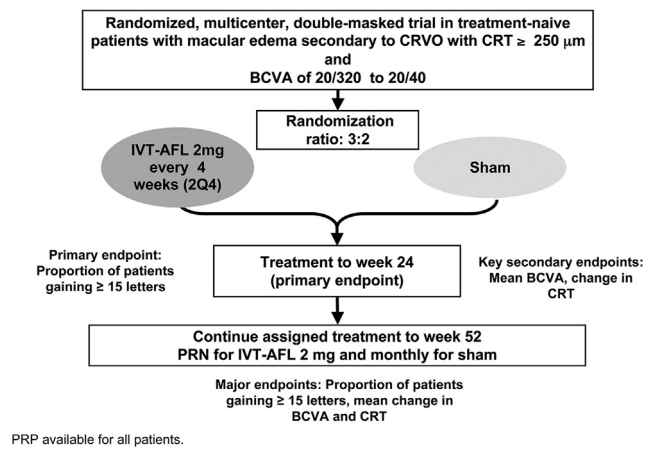 Randomized, multicenter, double-masked trial in treatment-naive
patients with macular edema secondary to CRVO with CRT ≥ 250 µm
and
BCVA of 20/320 to 20/40
Randomization
ratio: 3:2
IVT-AFL 2mg
every 4
weeks (2Q4)
Sham
Primary endpoint:
Proportion of patients
gaining ≥ 15 letters
Treatment to week 24
(primary endpoint)
Key secondary endpoints:
Mean BCVA, change in
CRT
Continue assigned treatment to week 52
PRN for IVT-AFL 2 mg and monthly for sham
Major endpoints: Proportion of patients
gaining ≥ 15 letters, mean change in
BCVA and CRT
PRP available for all patients.